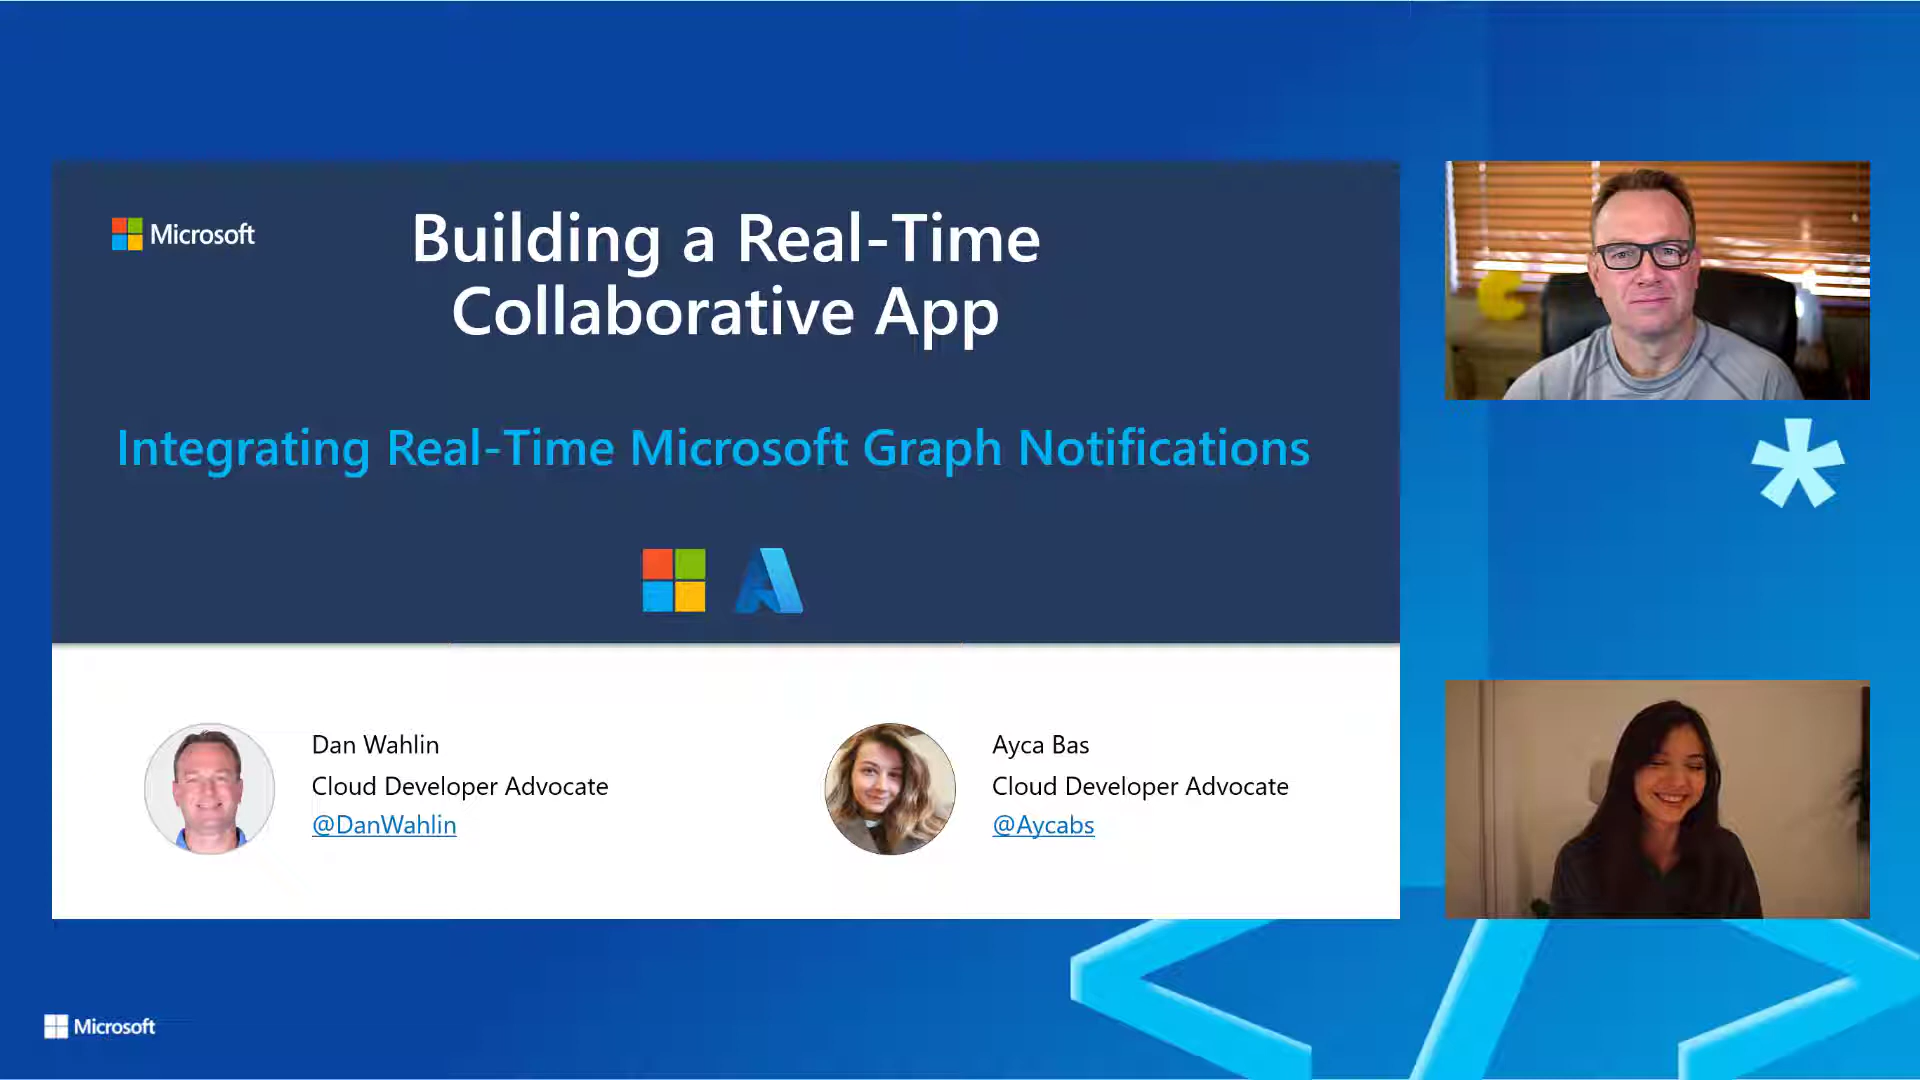 Microsoft
Building a Real-Time
Collaborative App
Integrating Real-Time Microsoft Graph Notifications
Dan Wahlin
Cloud Developer Advocate
@DanWahlin
Ayca Bas
Cloud Developer Advocate
@Aycabs
Microsoft